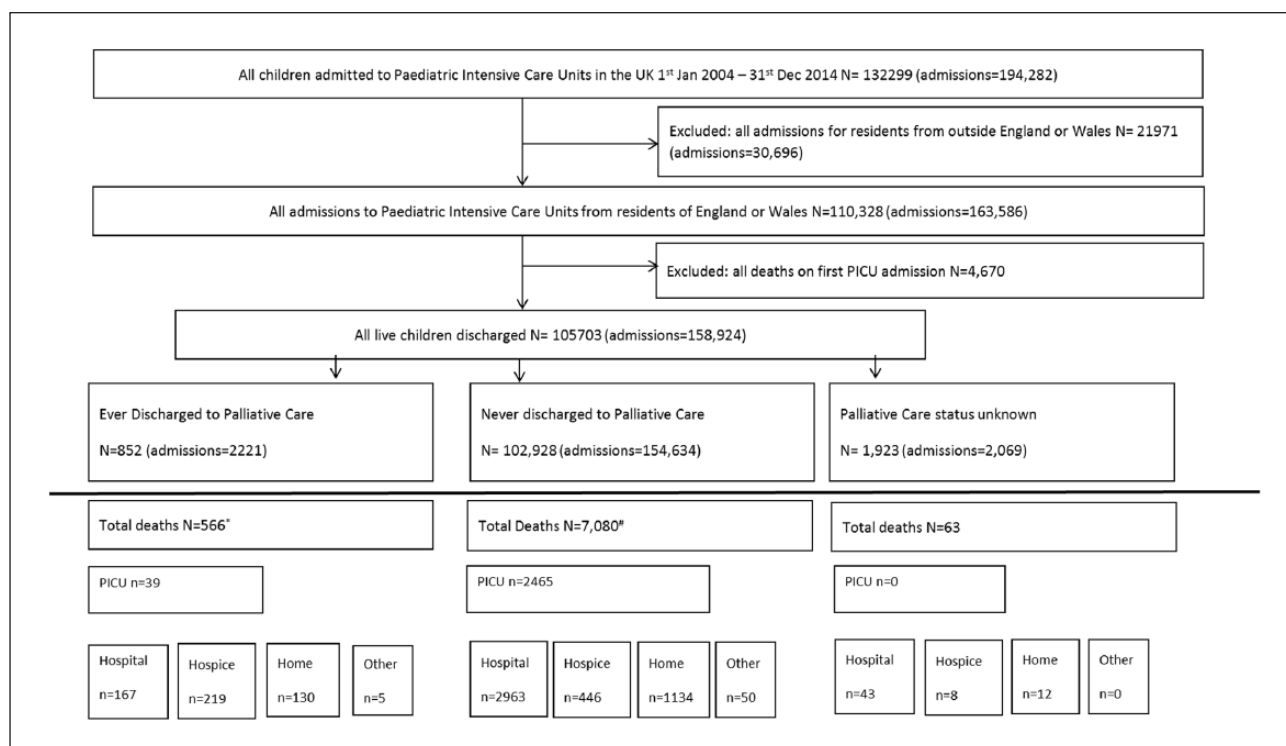 All children admitted to Paediatric Intensive Care Units in the UK 1st Jan 2004 – 31st Dec 2014 N= 132299 (admissions=194,282)
Excluded: all admissions for residents from outside England or Wales N= 21971
(admissions=30,696)
All admissions to Paediatric Intensive Care Units from residents of England or Wales N=110,328 (admissions=163,586)
Excluded: all deaths on first PICU admission N=4,670
All live children discharged N= 105703 (admissions=158,924)
Ever Discharged to Palliative Care
N=852 (admissions=2221)
Never discharged to Palliative Care
N= 102,928 (admissions=154,634)
Palliative Care status unknown
N= 1,923 (admissions=2,069)
Total deaths N=566*
Total Deaths N=7,080#
Total deaths N=63
PICU n=39
PICU n=2465
PICU n=0
Hospital
n=167
Hospice
n=219
Home
n=130
Other
n=5
Hospital
n=2963
Hospice
n=446
Home
n=1134
Other
n=50
Hospital
n=43
Hospice
n=8
Home
n=12
Other
n=0